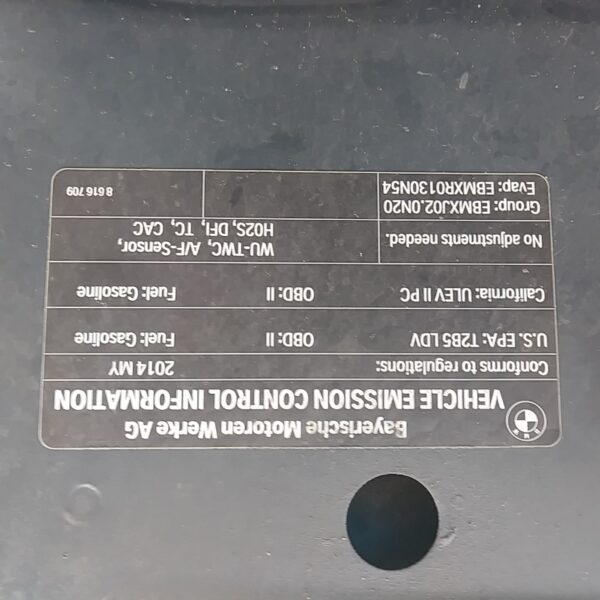 BMW
Bayerische Motoren Werke AG
VEHICLE EMISSION CONTROL INFORMATION
Conforms to regulations: 2014 MY
U.S. EPA: T2B5 LDV OBD: II Fuel: Gasoline
California: ULEV II PC OBD: II Fuel: Gasoline
No adjustments needed. WU-TWC, A/F-Sensor,
H02S, DFI, TC, CAC
Group: EBMXJ02.0N20
Evap: EBMXR0130N54 8 616 709